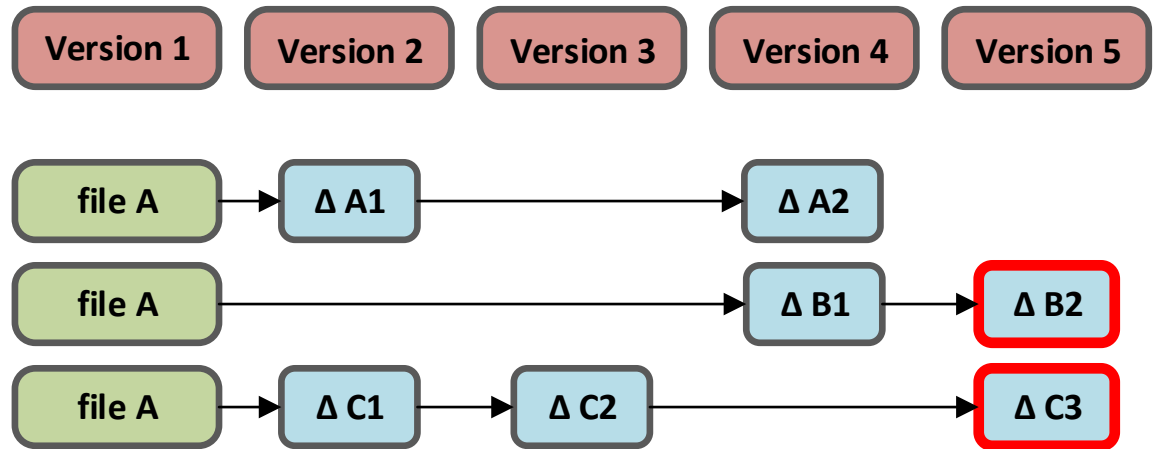 Version 1 Version 2 Version 3 Version 4 Version 5
file A Δ A1 Δ A2
file A Δ B1 Δ B2
file A Δ C1 Δ C2 Δ C3